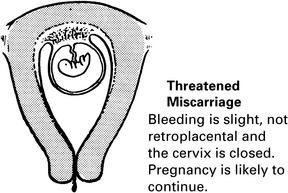 Threatened
Miscarriage
Bleeding is slight, not
retroplacental and
the cervix is closed.
Pregnancy is likely to
continue.